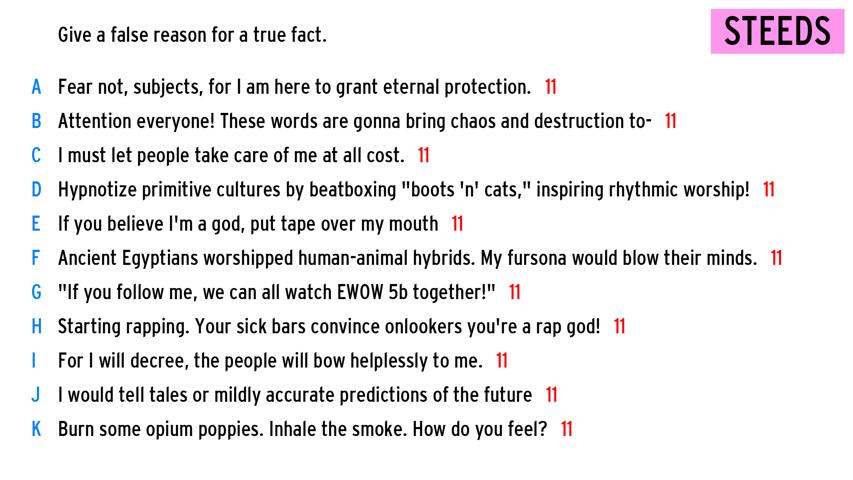 Give a false reason for a true fact.
STEEDS
A Fear not, subjects, for I am here to grant eternal protection. 11
B Attention everyone! These words are gonna bring chaos and destruction to- 11
C I must let people take care of me at all cost. 11
D Hypnotize primitive cultures by beatboxing "boots 'n' cats," inspiring rhythmic worship! 11
E If you believe I'm a god, put tape over my mouth 11
F Ancient Egyptians worshipped human-animal hybrids. My fursona would blow their minds. 11
G "If you follow me, we can all watch EWOW 5b together!" 11
H Starting rapping. Your sick bars convince onlookers you're a rap god! 11
I For I will decree, the people will bow helplessly to me. 11
J I would tell tales or mildly accurate predictions of the future 11
K Burn some opium poppies. Inhale the smoke. How do you feel? 11